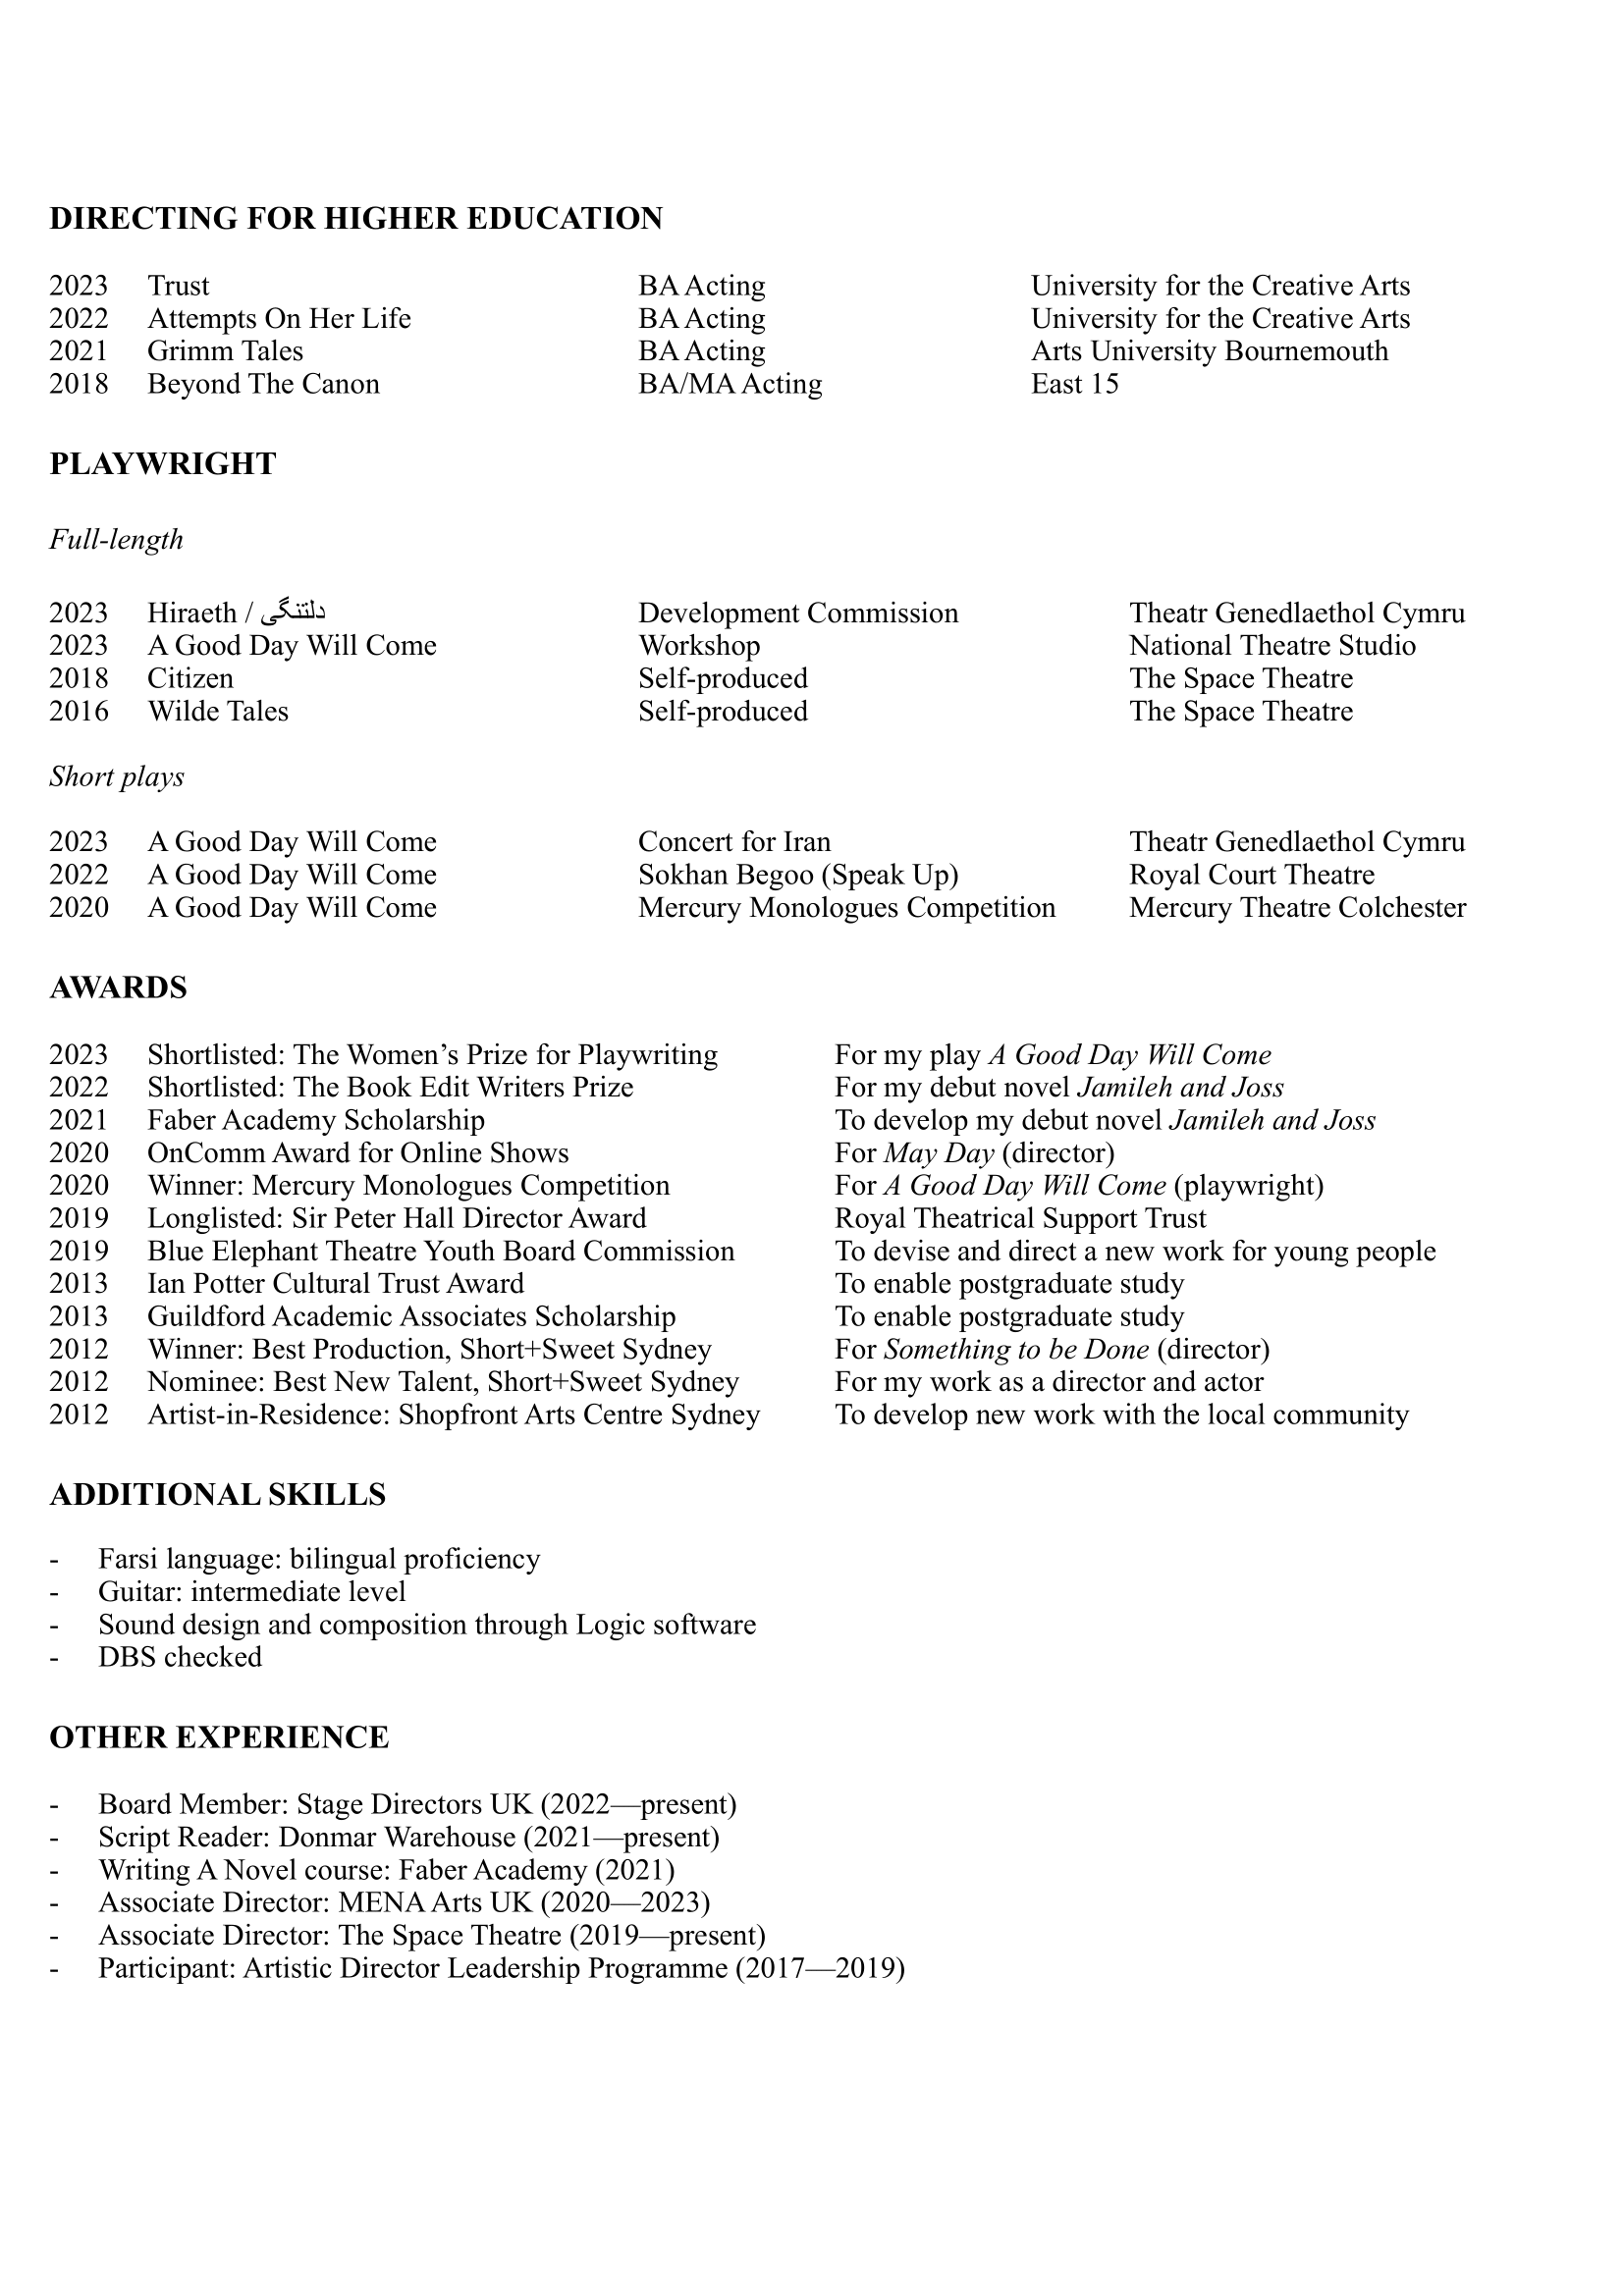 DIRECTING FOR HIGHER EDUCATION
2023 Trust BA Acting University for the Creative Arts
2022 Attempts On Her Life BA Acting University for the Creative Arts
2021 Grimm Tales BA Acting Arts University Bournemouth
2018 Beyond The Canon BA/MA Acting East 15
PLAYWRIGHT
Full-length
2023 Hiraeth / دلتنگی Development Commission Theatr Genedlaethol Cymru
2023 A Good Day Will Come Workshop National Theatre Studio
2018 Citizen Self-produced The Space Theatre
2016 Wilde Tales Self-produced The Space Theatre
Short plays
2023 A Good Day Will Come Concert for Iran Theatr Genedlaethol Cymru
2022 A Good Day Will Come Sokhan Begoo (Speak Up) Royal Court Theatre
2020 A Good Day Will Come Mercury Monologues Competition Mercury Theatre Colchester
AWARDS
2023 Shortlisted: The Women’s Prize for Playwriting For my play A Good Day Will Come
2022 Shortlisted: The Book Edit Writers Prize For my debut novel Jamileh and Joss
2021 Faber Academy Scholarship To develop my debut novel Jamileh and Joss
2020 OnComm Award for Online Shows For May Day (director)
2020 Winner: Mercury Monologues Competition For A Good Day Will Come (playwright)
2019 Longlisted: Sir Peter Hall Director Award Royal Theatrical Support Trust
2019 Blue Elephant Theatre Youth Board Commission To devise and direct a new work for young people
2013 Ian Potter Cultural Trust Award To enable postgraduate study
2013 Guildford Academic Associates Scholarship To enable postgraduate study
2012 Winner: Best Production, Short+Sweet Sydney For Something to be Done (director)
2012 Nominee: Best New Talent, Short+Sweet Sydney For my work as a director and actor
2012 Artist-in-Residence: Shopfront Arts Centre Sydney To develop new work with the local community
ADDITIONAL SKILLS
- Farsi language: bilingual proficiency
- Guitar: intermediate level
- Sound design and composition through Logic software
- DBS checked
OTHER EXPERIENCE
- Board Member: Stage Directors UK (2022—present)
- Script Reader: Donmar Warehouse (2021—present)
- Writing A Novel course: Faber Academy (2021)
- Associate Director: MENA Arts UK (2020—2023)
- Associate Director: The Space Theatre (2019—present)
- Participant: Artistic Director Leadership Programme (2017—2019)